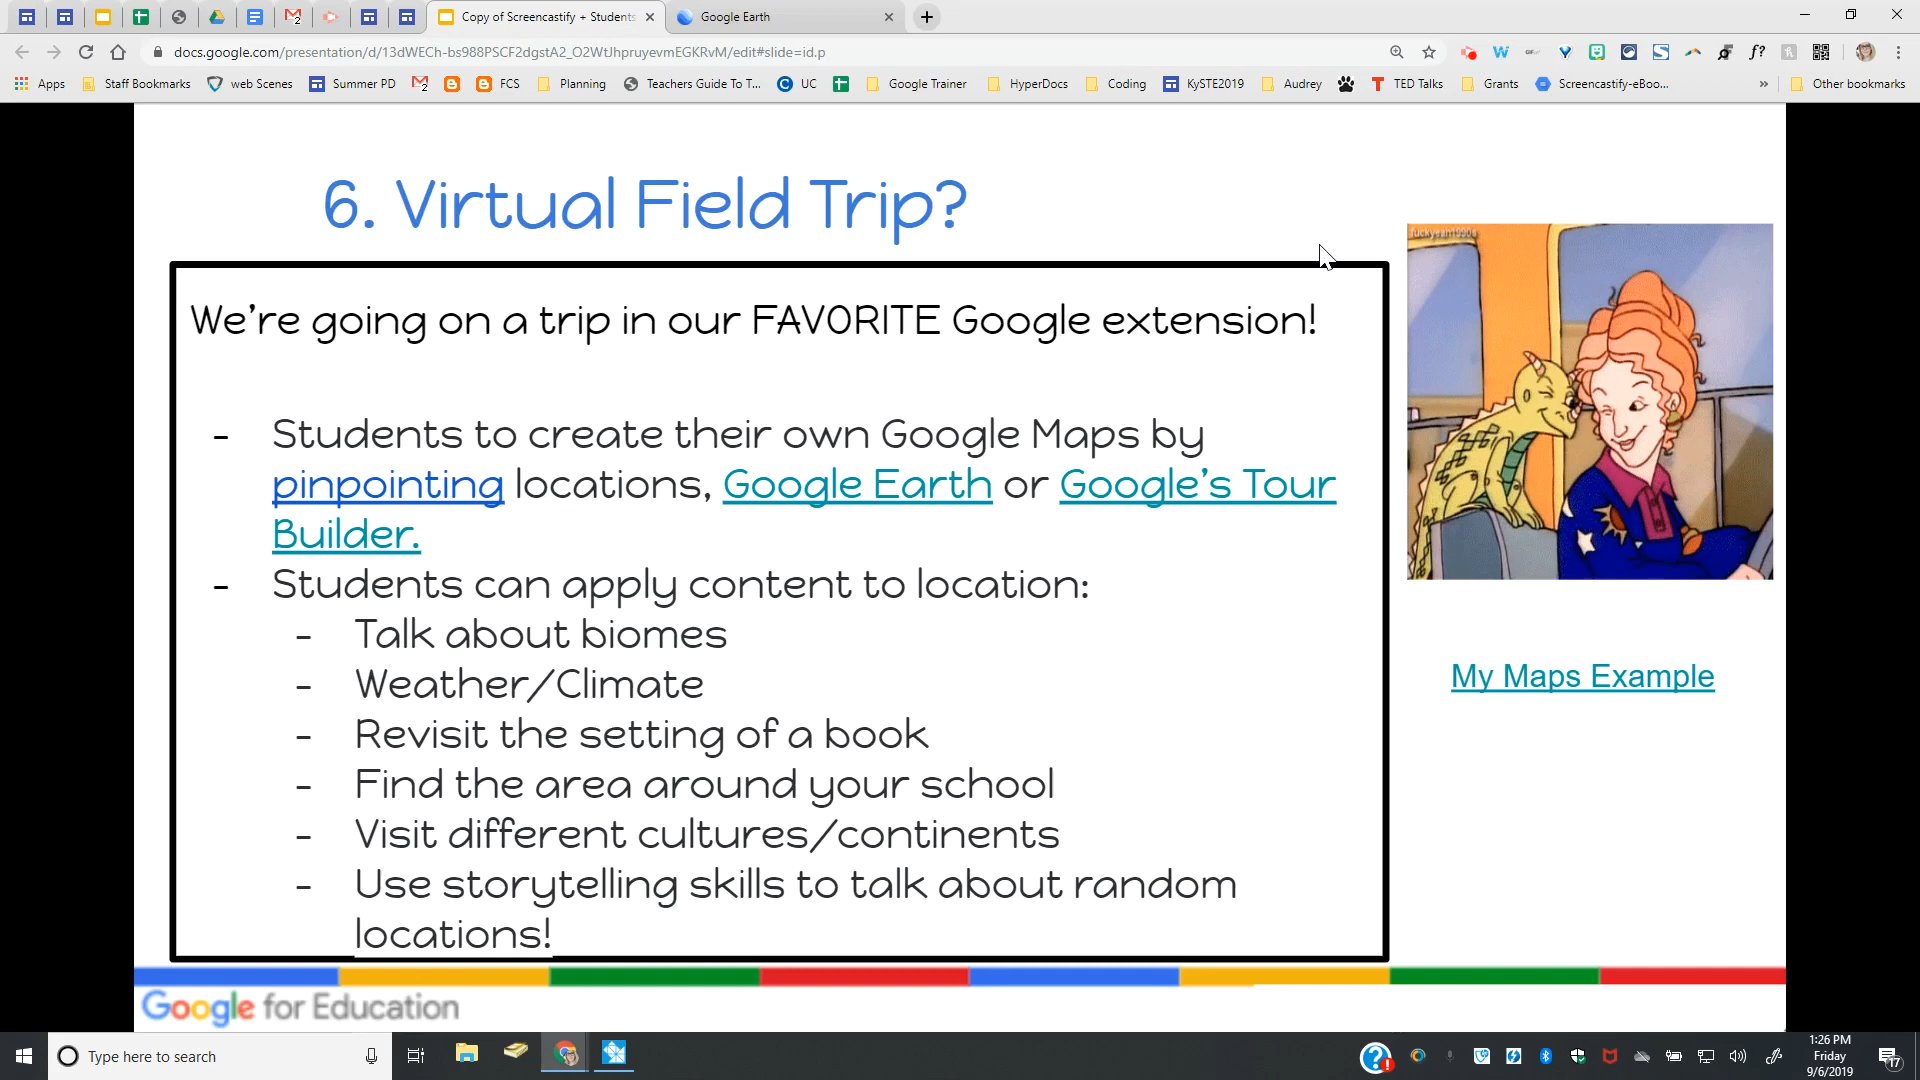 Copy of Screencastify + Students
Google Earth
docs.google.com/presentation/d/13dWECh-bs988PSCF2dgstA2_O2WtJhpruyevmEGKRvM/edit#slide=id.p
Apps
Staff Bookmarks
web Scenes
Summer PD
FCS
Planning
Teachers Guide To T...
UC
Google Trainer
HyperDocs
Coding
KySTE2019
Audrey
TED Talks
Grants
Screencastify-eBoo...
Other bookmarks
6. Virtual Field Trip?
We're going on a trip in our FAVORITE Google extension!
- Students to create their own Google Maps by
pinpointing locations, Google Earth or Google's Tour
Builder.
- Students can apply content to location:
- Talk about biomes
- Weather/Climate
- Revisit the setting of a book
- Find the area around your school
- Visit different cultures/continents
- Use storytelling skills to talk about random
locations!
My Maps Example
Google for Education
Type here to search
1:26 PM
Friday
9/6/2019
17